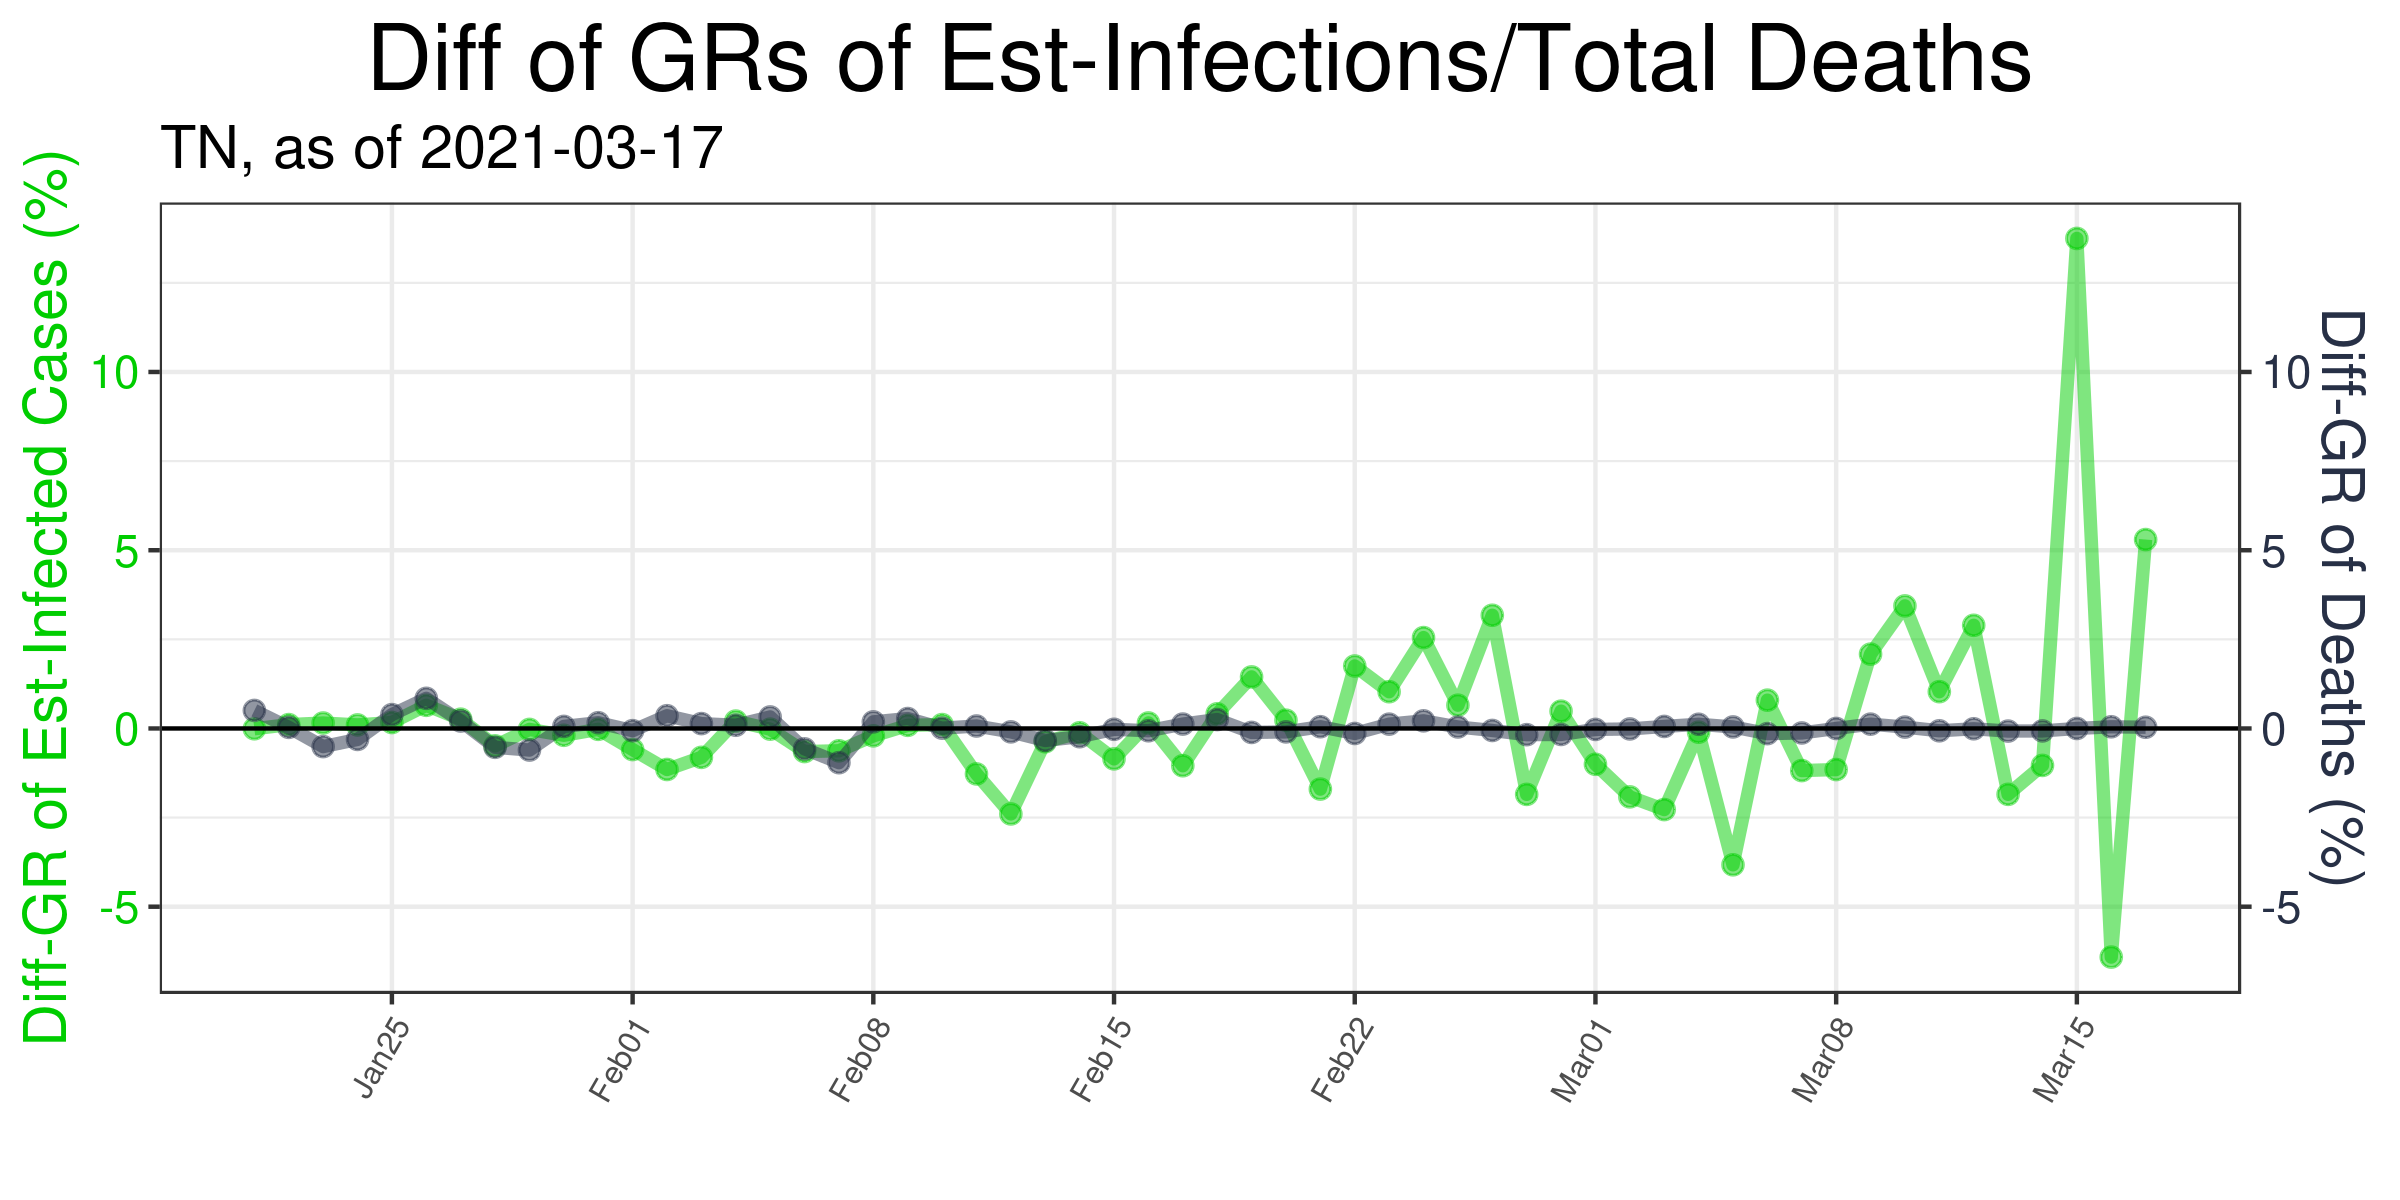 Diff of GRs of Est-Infections/Total Deaths
TN, as of 2021-03-17
Diff-GR of Est-Infected Cases (%)
10
5
0
-5
10
5
0
-5
Diff-GR of Deaths (%)
Jan25
Feb01
Feb08
Feb15
Feb22
Mar01
Mar08
Mar15